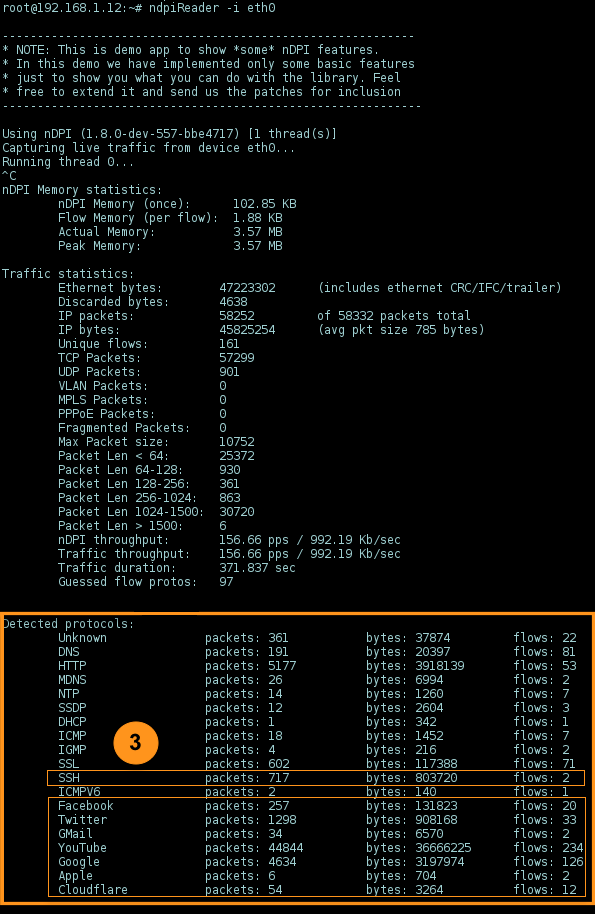 root@192.168.1.12:~# ndpiReader -i eth0
-----------------------------------------------------------
* NOTE: This is demo app to show *some* nDPI features.
* In this demo we have implemented only some basic features
* just to show you what you can do with the library. Feel
* free to extend it and send us the patches for inclusion
------------------------------------------------------------
Using nDPI (1.8.0-dev-557-bbe4717) [1 thread(s)]
Capturing live traffic from device eth0...
Running thread 0...
^C
nDPI Memory statistics:
nDPI Memory (once): 102.85 KB
Flow Memory (per flow): 1.88 KB
Actual Memory: 3.57 MB
Peak Memory: 3.57 MB
Traffic statistics:
Ethernet bytes: 47223302 (includes ethernet CRC/IFC/trailer)
Discarded bytes: 4638
IP packets: 58252 of 58332 packets total
IP bytes: 45825254 (avg pkt size 785 bytes)
Unique flows: 161
TCP Packets: 57299
UDP Packets: 901
VLAN Packets: 0
MPLS Packets: 0
PPPoE Packets: 0
Fragmented Packets: 0
Max Packet size: 10752
Packet Len < 64: 25372
Packet Len 64-128: 930
Packet Len 128-256: 361
Packet Len 256-1024: 863
Packet Len 1024-1500: 30720
Packet Len > 1500: 6
nDPI throughput: 156.66 pps / 992.19 Kb/sec
Traffic throughput: 156.66 pps / 992.19 Kb/sec
Traffic duration: 371.837 sec
Guessed flow protos: 97
Detected protocols:
Unknown packets: 361 bytes: 37874 flows: 22
DNS packets: 191 bytes: 20397 flows: 81
HTTP packets: 5177 bytes: 3918139 flows: 53
MDNS packets: 26 bytes: 6994 flows: 2
NTP packets: 14 bytes: 1260 flows: 7
SSDP packets: 12 bytes: 2604 flows: 3
DHCP packets: 1 bytes: 342 flows: 1
ICMP packets: 18 bytes: 1452 flows: 7
3
IGMP packets: 4 bytes: 216 flows: 2
SSL packets: 602 bytes: 117388 flows: 71
SSH packets: 717 bytes: 803720 flows: 2
ICMPV6 packets: 2 bytes: 140 flows: 1
Facebook packets: 257 bytes: 131823 flows: 20
Twitter packets: 1298 bytes: 908168 flows: 33
GMail packets: 34 bytes: 6570 flows: 2
YouTube packets: 44844 bytes: 36666225 flows: 234
Google packets: 4634 bytes: 3197974 flows: 126
Apple packets: 6 bytes: 704 flows: 2
Cloudflare packets: 54 bytes: 3264 flows: 12